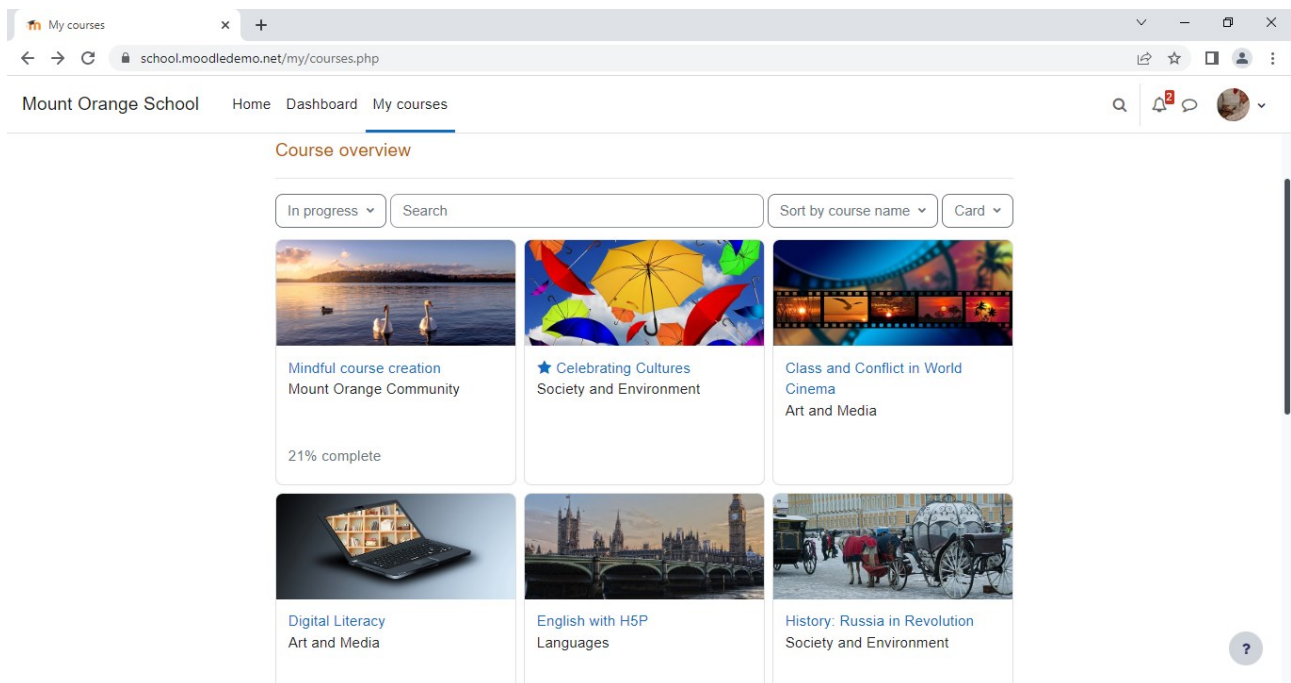 My courses
school.moodledemo.net/my/courses.php
Mount Orange School Home Dashboard My courses 2
Course overview
In progress Search Sort by course name Card
Mindful course creation
Mount Orange Community
21% complete
Celebrating Cultures
Society and Environment
Class and Conflict in World
Cinema
Art and Media
Digital Literacy
Art and Media
English with H5P
Languages
History: Russia in Revolution
Society and Environment
?